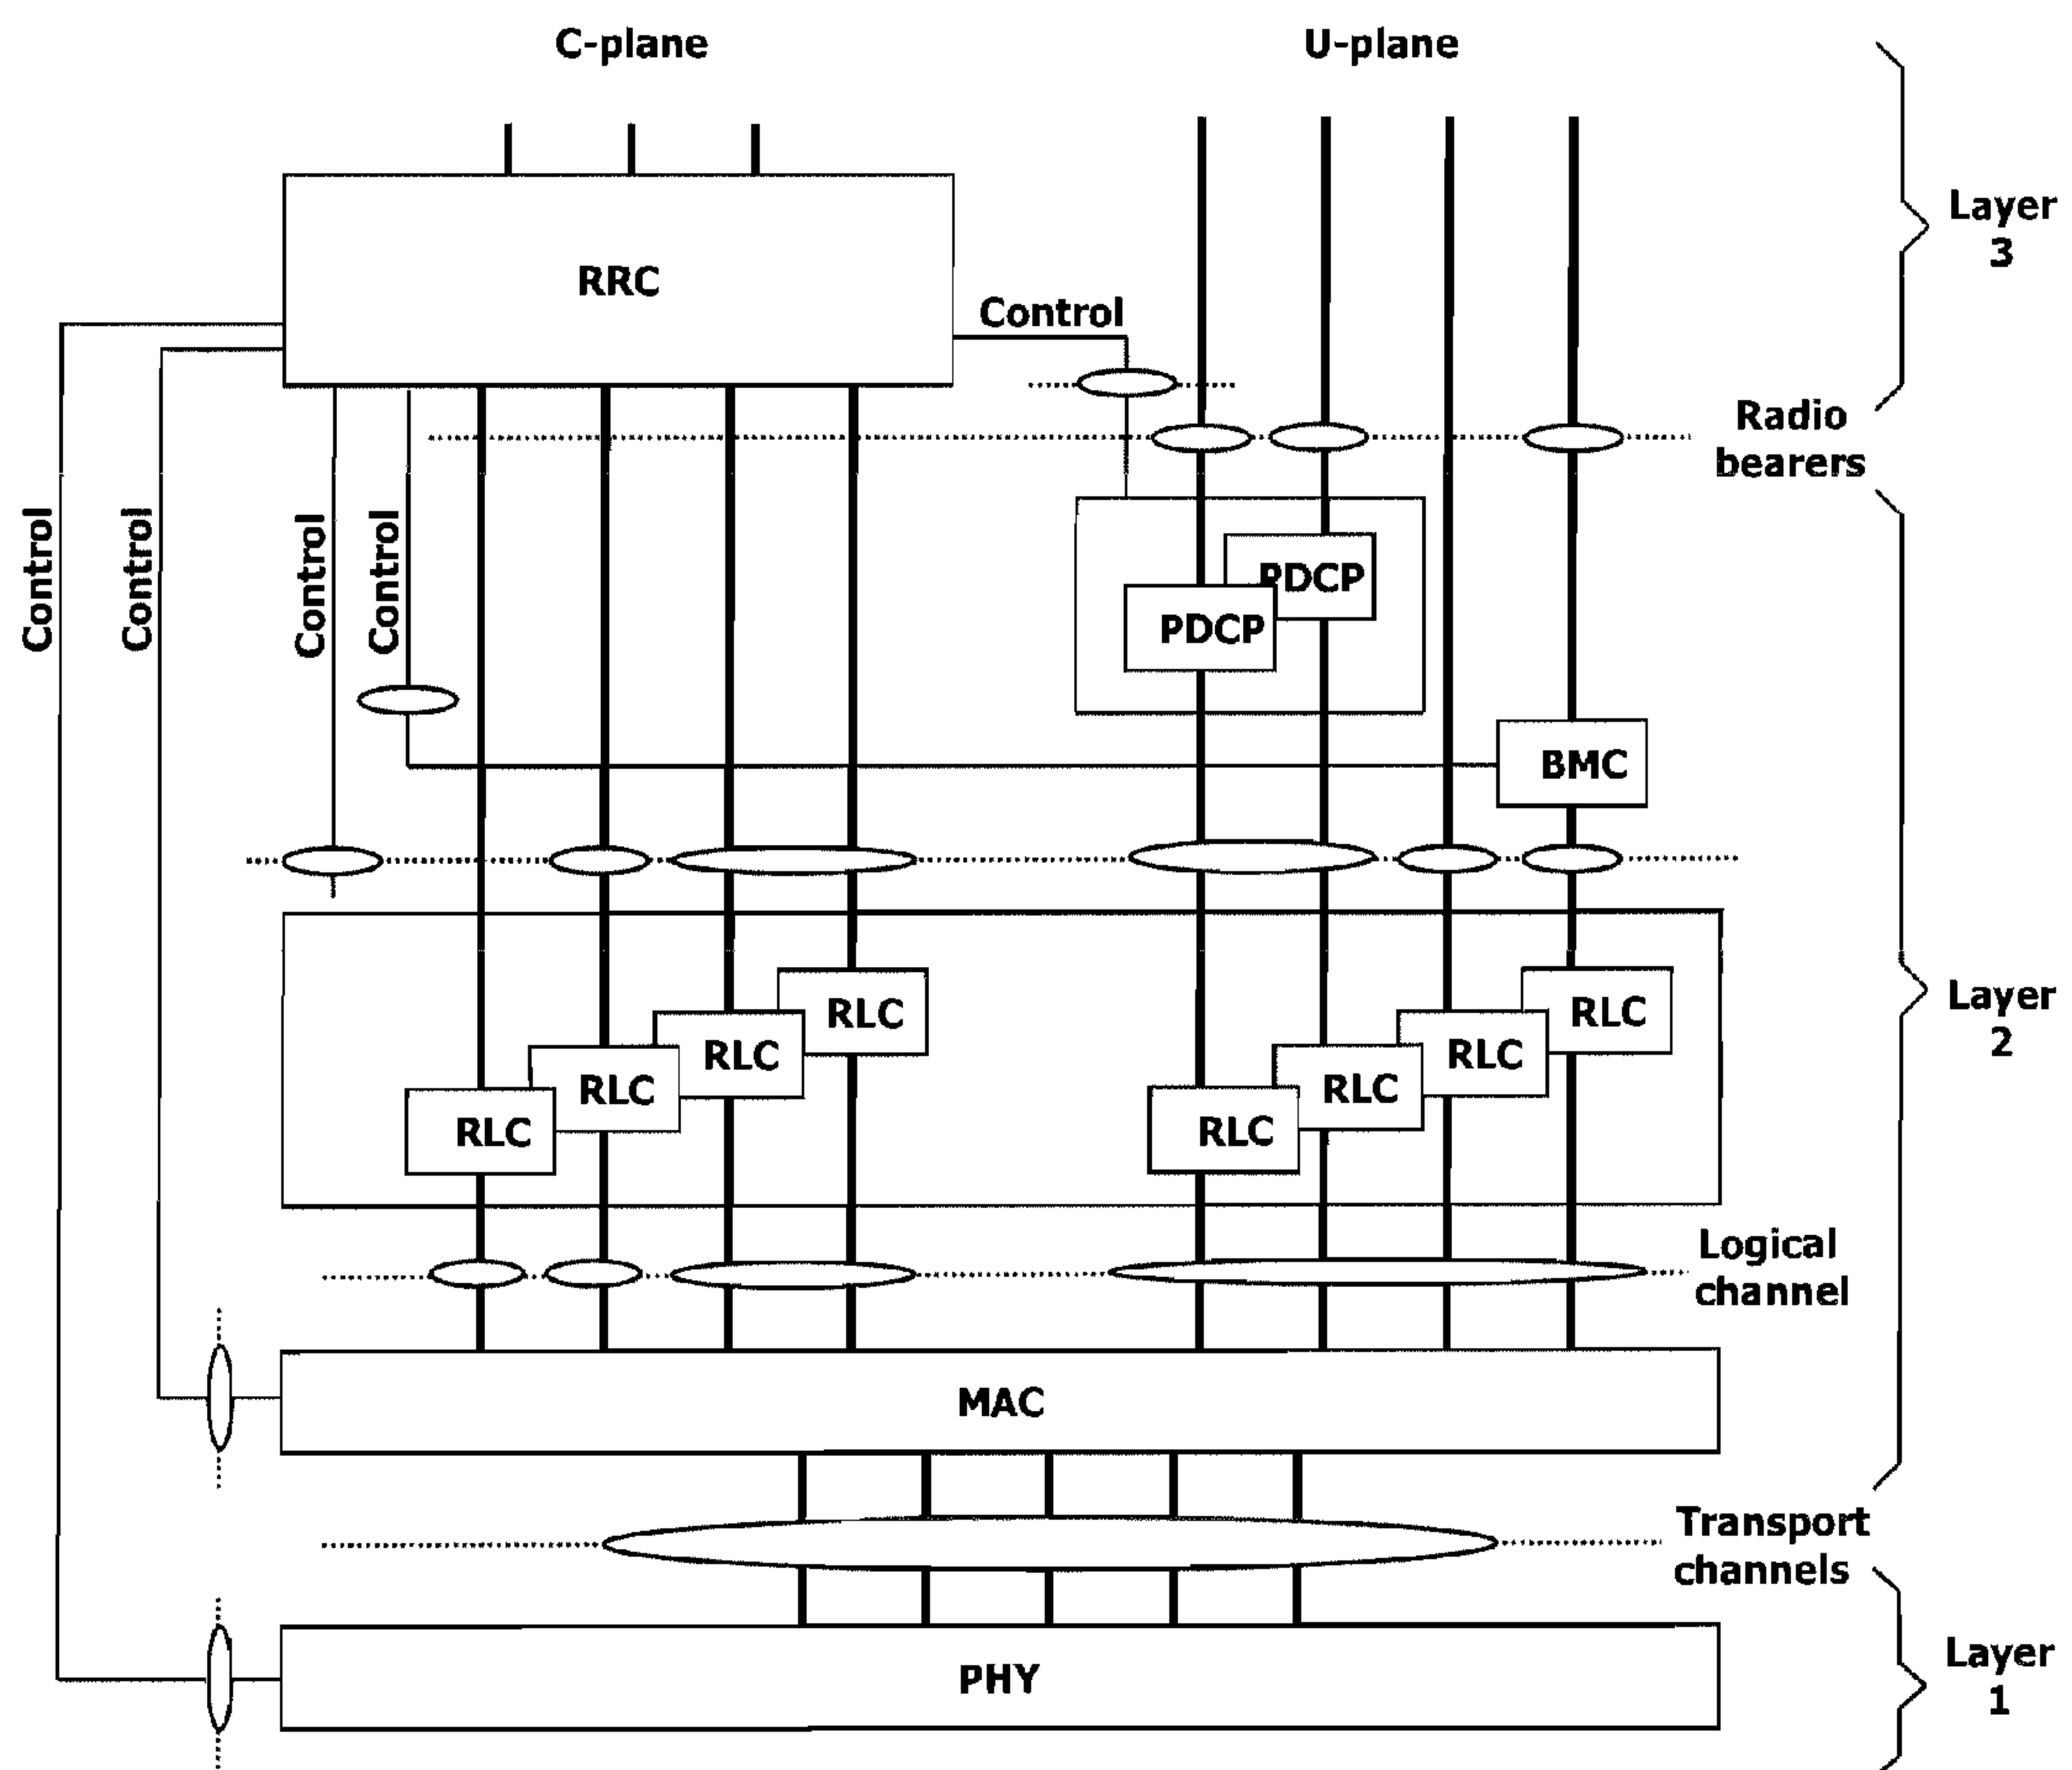 C-plane
U-plane
Layer
3
RRC
Control
Radio
bearers
Control
Control
Control
Control
PDCP
PDCP
BMC
Layer
2
RLC
RLC
RLC
RLC
RLC
RLC
RLC
RLC
Logical
channel
MAC
Transport
channels
PHY
Layer
1